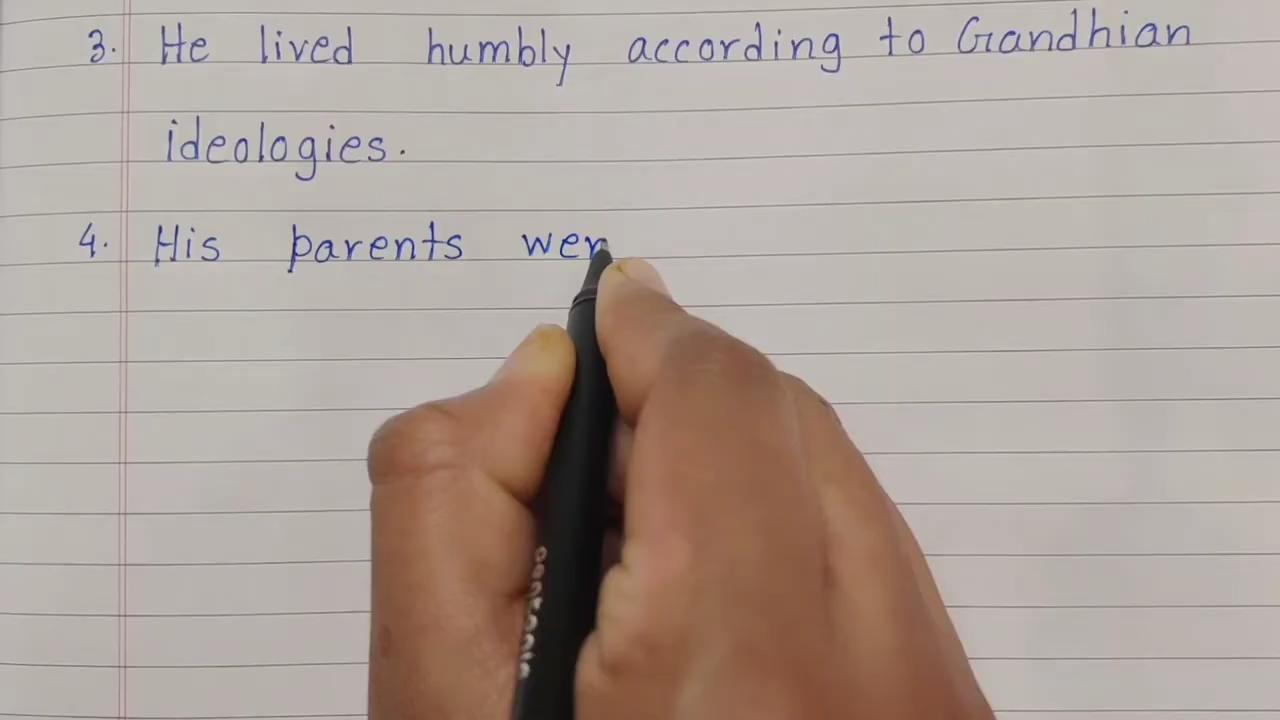 3. He lived humbly according to Gandhian
ideologies.
4. His parents wer